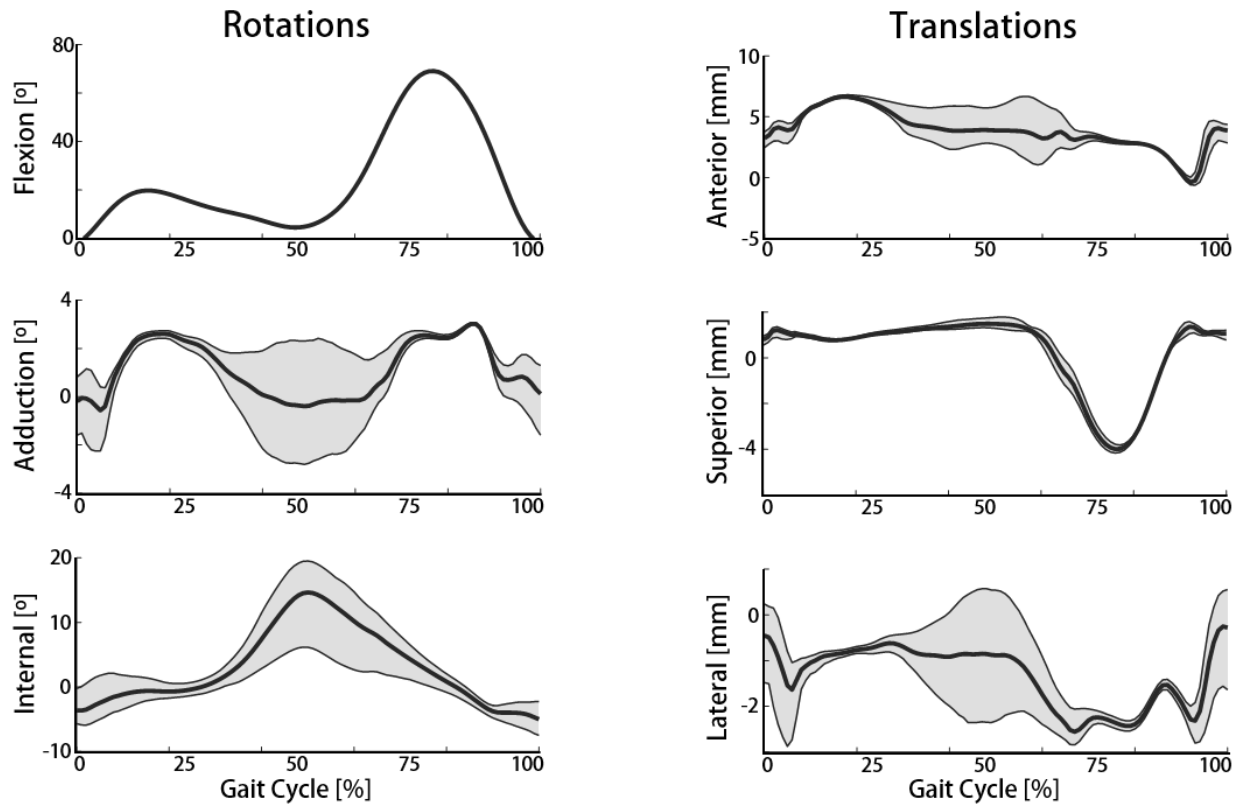 Rotations
Translations
Flexion [º]
80
40
0
0 25 50 75 100
Anterior [mm]
10
5
0
-5
0 25 50 75 100
Adduction [º]
4
0
-4
0 25 50 75 100
Superior [mm]
0
-4
0 25 50 75 100
Internal [º]
20
10
0
-10
0 25 50 75 100
Gait Cycle [%]
Lateral [mm]
0
-2
0 25 50 75 100
Gait Cycle [%]